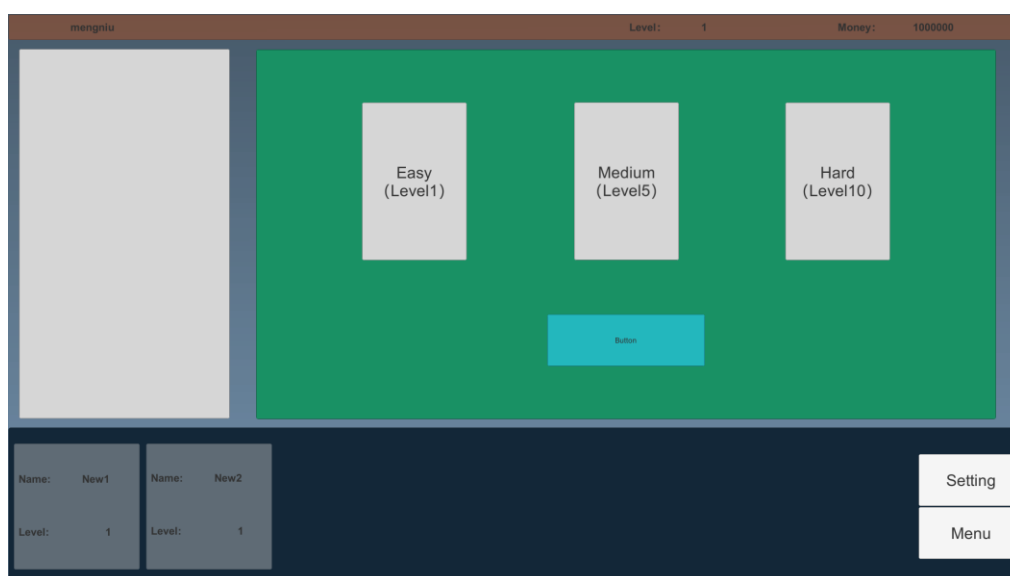 mengniu Level: 1 Money: 1000000
Easy
(Level1)
Medium
(Level5)
Hard
(Level10)
Button
Name: New1
Level: 1
Name: New2
Level: 1
Setting
Menu